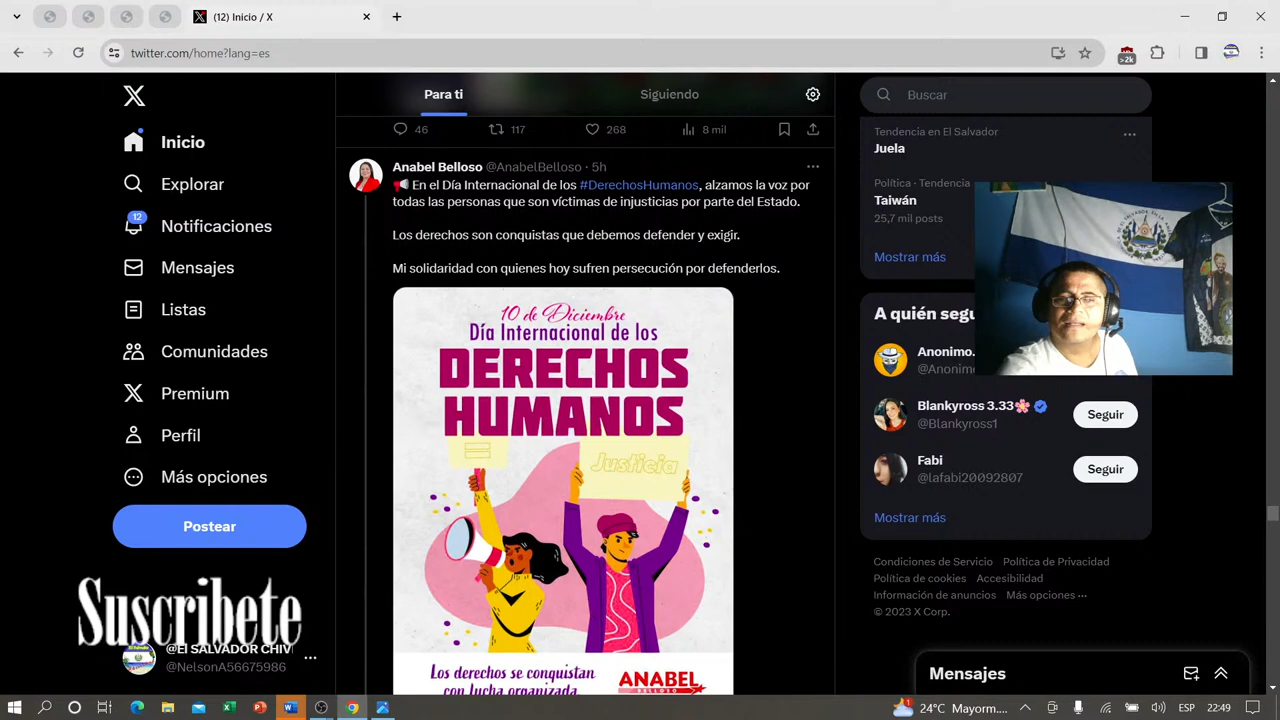 (12) Inicio / X
twitter.com/home?lang=es
>2k
Inicio
Explorar
12
Notificaciones
Mensajes
Listas
Comunidades
Premium
Perfil
Más opciones
Postear
Suscribete
@El SALVADOR CHIV
@NelsonA56675986
Para ti
Siguiendo
46
117
268
8 mil
Anabel Belloso @AnabelBelloso · 5h
En el Día Internacional de los #DerechosHumanos, alzamos la voz por
todas las personas que son víctimas de injusticias por parte del Estado.
Los derechos son conquistas que debemos defender y exigir.
Mi solidaridad con quienes hoy sufren persecución por defenderlos.
10 de Diciembre
Día Internacional de los
DERECHOS
HUMANOS
Justicia
Los derechos se conquistan
con lucha organizada
ANABEL
BELLOSO
Buscar
Tendencia en El Salvador
Juela
Política · Tendencia
Taiwán
25,7 mil posts
Mostrar más
A quién segu
Anonimo.
@Anonimo
Blankyross 3.33
@Blankyross1
Seguir
Fabi
@lafabi20092807
Seguir
Mostrar más
Condiciones de Servicio Política de Privacidad
Política de cookies Accesibilidad
Información de anuncios Más opciones ···
© 2023 X Corp.
Mensajes
24°C Mayorm...
ESP
22:49